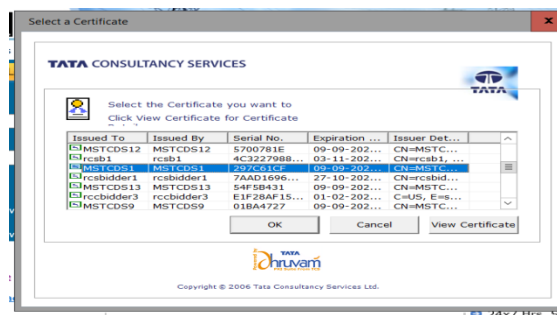 Select a Certificate
x
TATA CONSULTANCY SERVICES
TATA
Select the Certificate you want to
Click View Certificate for Certificate
Issued To Issued By Serial No. Expiration ... Issuer Det...
MSTCDS12 MSTCDS12 5700781E 09-09-202... CN=MSTC...
rcsb1 rcsb1 4C3227988... 03-11-202... CN=rcsb1, ...
MSTCDS1 MSTCDS1 297C61CF 09-09-202... CN=MSTC...
rcsbidder1 rcsbidder1 7AAD1696... 27-10-202... CN=rcsbid...
MSTCDS13 MSTCDS13 54F5B431 09-09-202... CN=MSTC...
rccbidder3 rccbidder3 E1F28AF15... 01-02-202... C=US, E=s...
MSTCDS9 MSTCDS9 01BA4727 09-09-202... CN=MSTC...
OK Cancel View Certificate
TATA
Dhruvam
Copyright © 2006 Tata Consultancy Services Ltd.
24x7 Hrs.